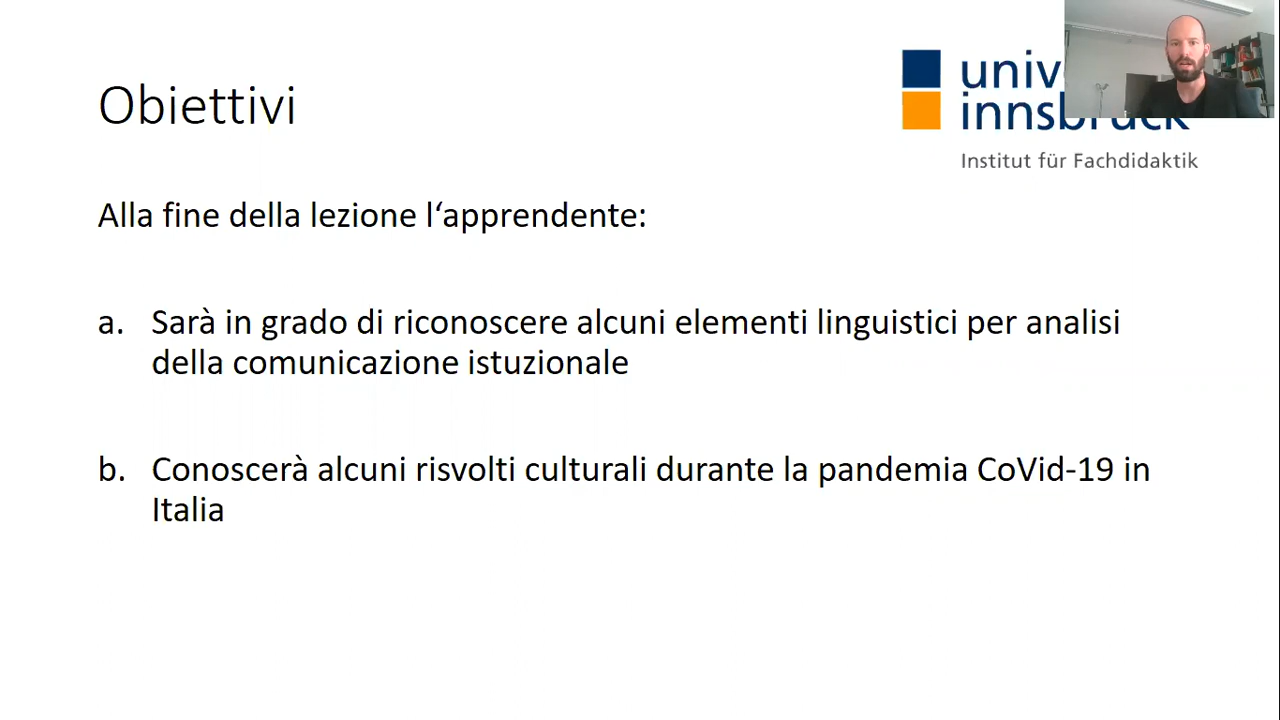 Obiettivi
univ
innsbruck
Institut für Fachdidaktik
Alla fine della lezione l‘apprendente:
a. Sarà in grado di riconoscere alcuni elementi linguistici per analisi
della comunicazione istuzionale
b. Conoscerà alcuni risvolti culturali durante la pandemia CoVid-19 in
Italia